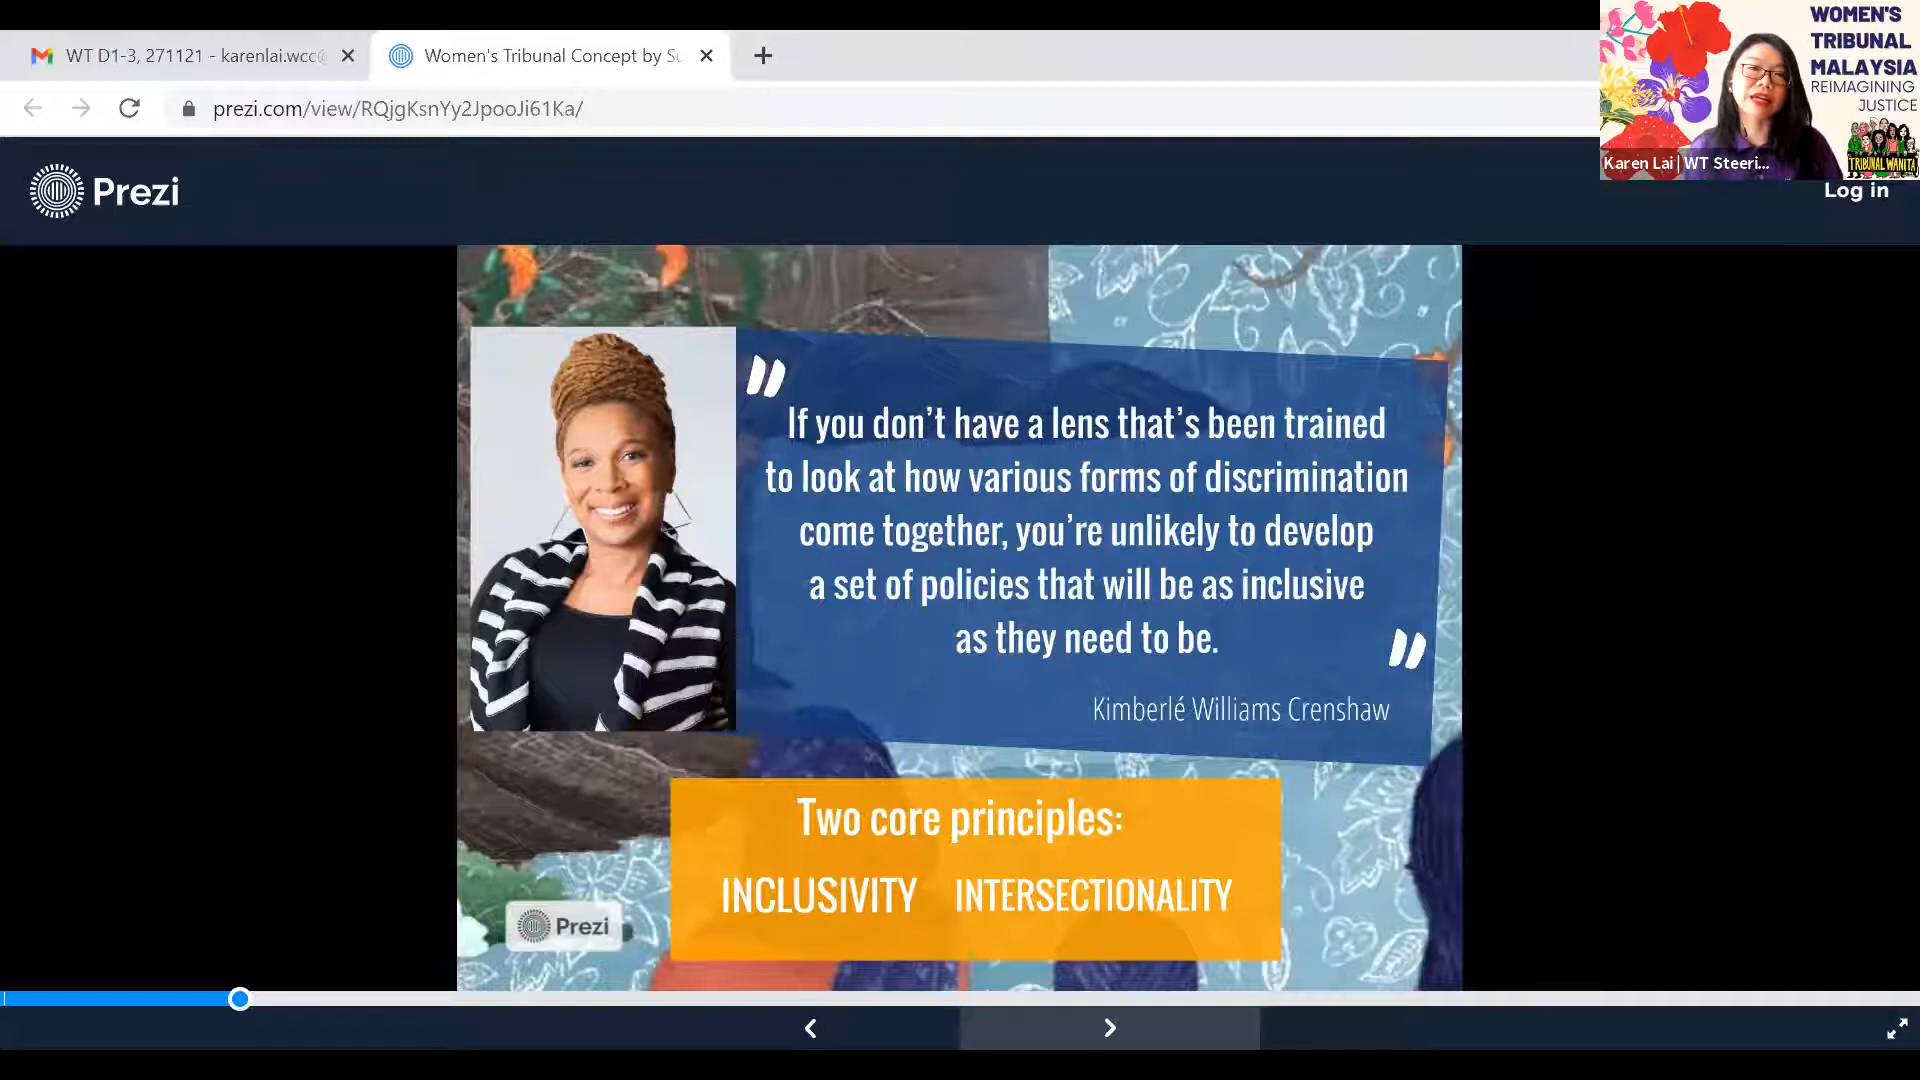 WT D1-3, 271121 - karenlai.wcc@
Women's Tribunal Concept by Su
prezi.com/view/RQjgKsnYy2JpooJi61Ka/
WOMEN'S
TRIBUNAL
MALAYSIA
REIMAGINING
JUSTICE
TRIBUNAL WANITA
Karen Lai | WT Steeri...
Prezi
Log in
"
If you don't have a lens that's been trained
to look at how various forms of discrimination
come together, you're unlikely to develop
a set of policies that will be as inclusive
as they need to be.
"
Kimberlé Williams Crenshaw
Two core principles:
INCLUSIVITY INTERSECTIONALITY
Prezi